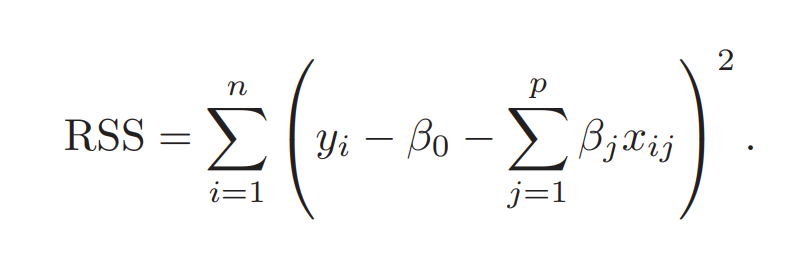 RSS = \sum_{i=1}^{n} \left( y_i - \beta_0 - \sum_{j=1}^{p} \beta_j x_{ij} \right)^2 .